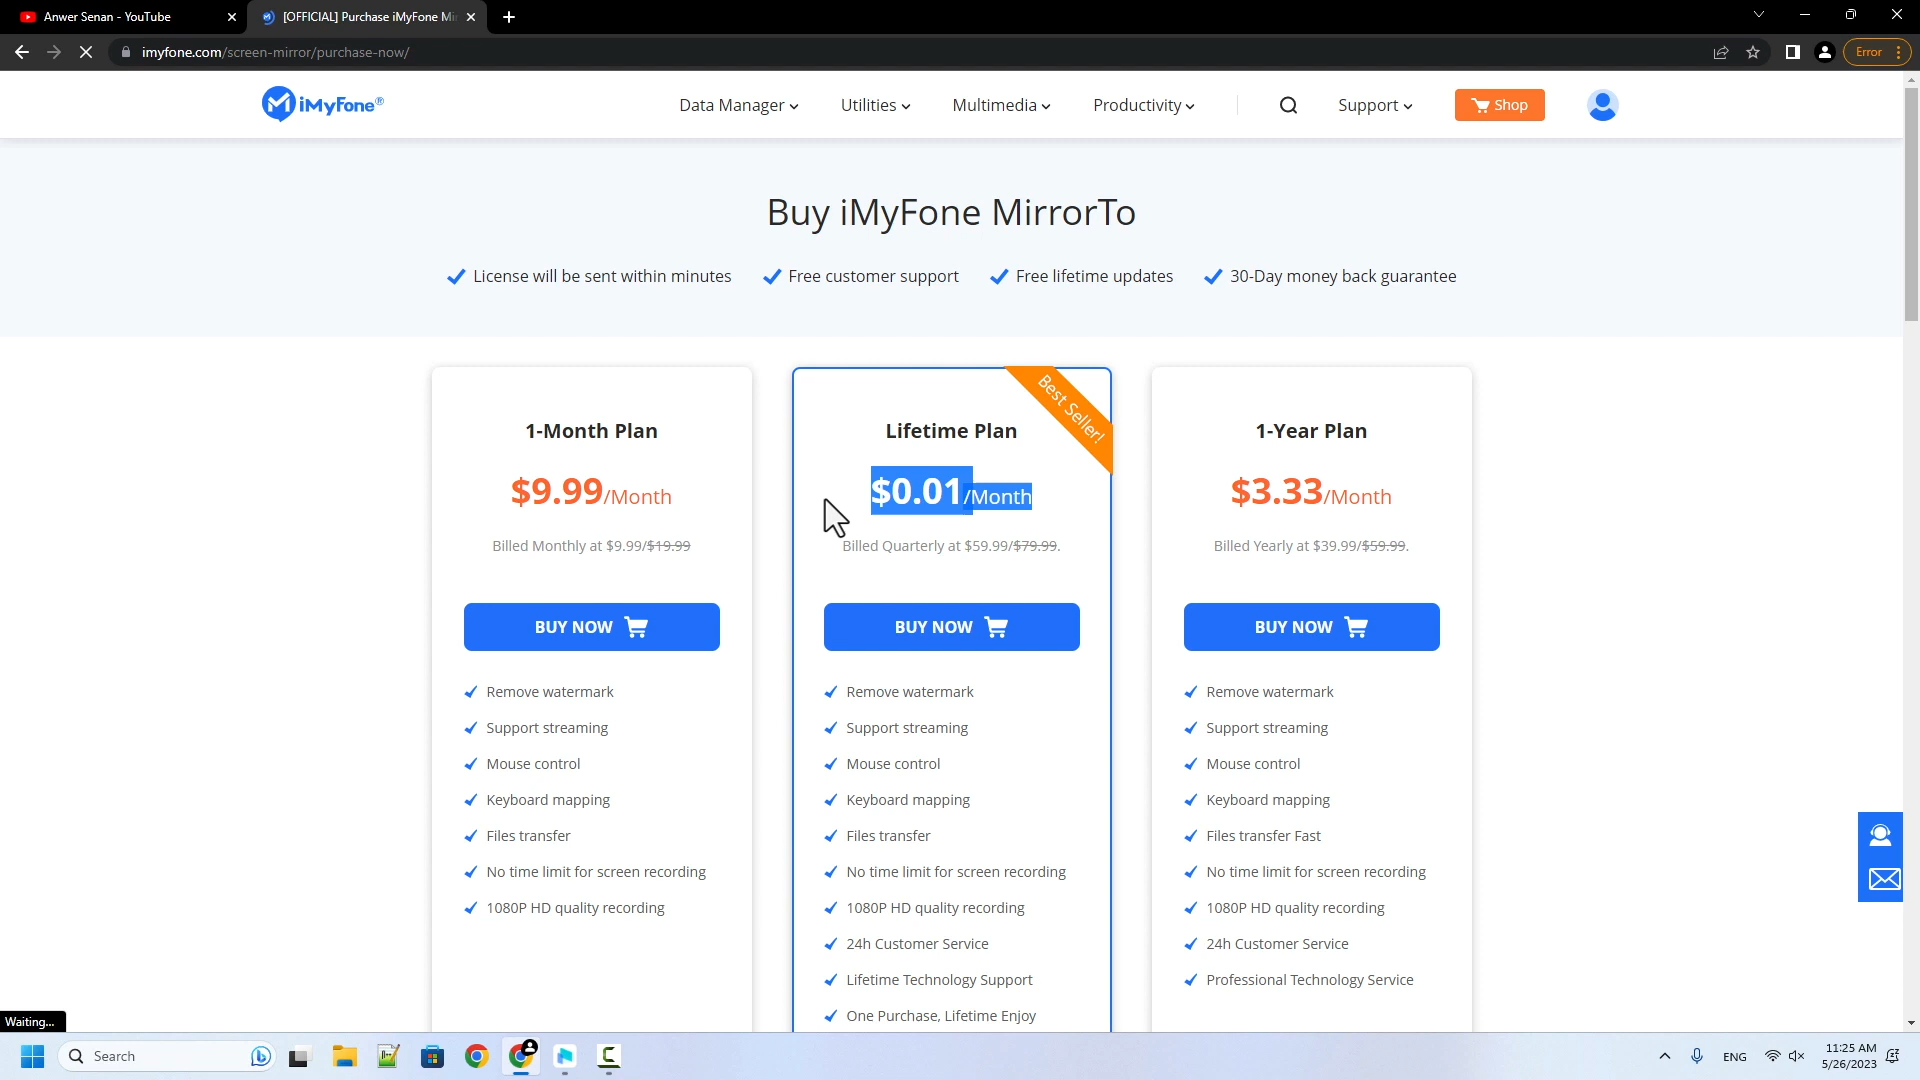 Anwer Senan - YouTube
[OFFICIAL] Purchase iMyFone Mir
imyfone.com/screen-mirror/purchase-now/
Error
iMyFone®
Data Manager
Utilities
Multimedia
Productivity
Support
Shop
Buy iMyFone MirrorTo
License will be sent within minutes
Free customer support
Free lifetime updates
30-Day money back guarantee
1-Month Plan
$9.99/Month
Billed Monthly at $9.99/$19.99
BUY NOW
Remove watermark
Support streaming
Mouse control
Keyboard mapping
Files transfer
No time limit for screen recording
1080P HD quality recording
Best Seller!
Lifetime Plan
$0.01/Month
Billed Quarterly at $59.99/$79.99.
BUY NOW
Remove watermark
Support streaming
Mouse control
Keyboard mapping
Files transfer
No time limit for screen recording
1080P HD quality recording
24h Customer Service
Lifetime Technology Support
One Purchase, Lifetime Enjoy
1-Year Plan
$3.33/Month
Billed Yearly at $39.99/$59.99.
BUY NOW
Remove watermark
Support streaming
Mouse control
Keyboard mapping
Files transfer Fast
No time limit for screen recording
1080P HD quality recording
24h Customer Service
Professional Technology Service
Waiting...
Search
ENG
11:25 AM
5/26/2023